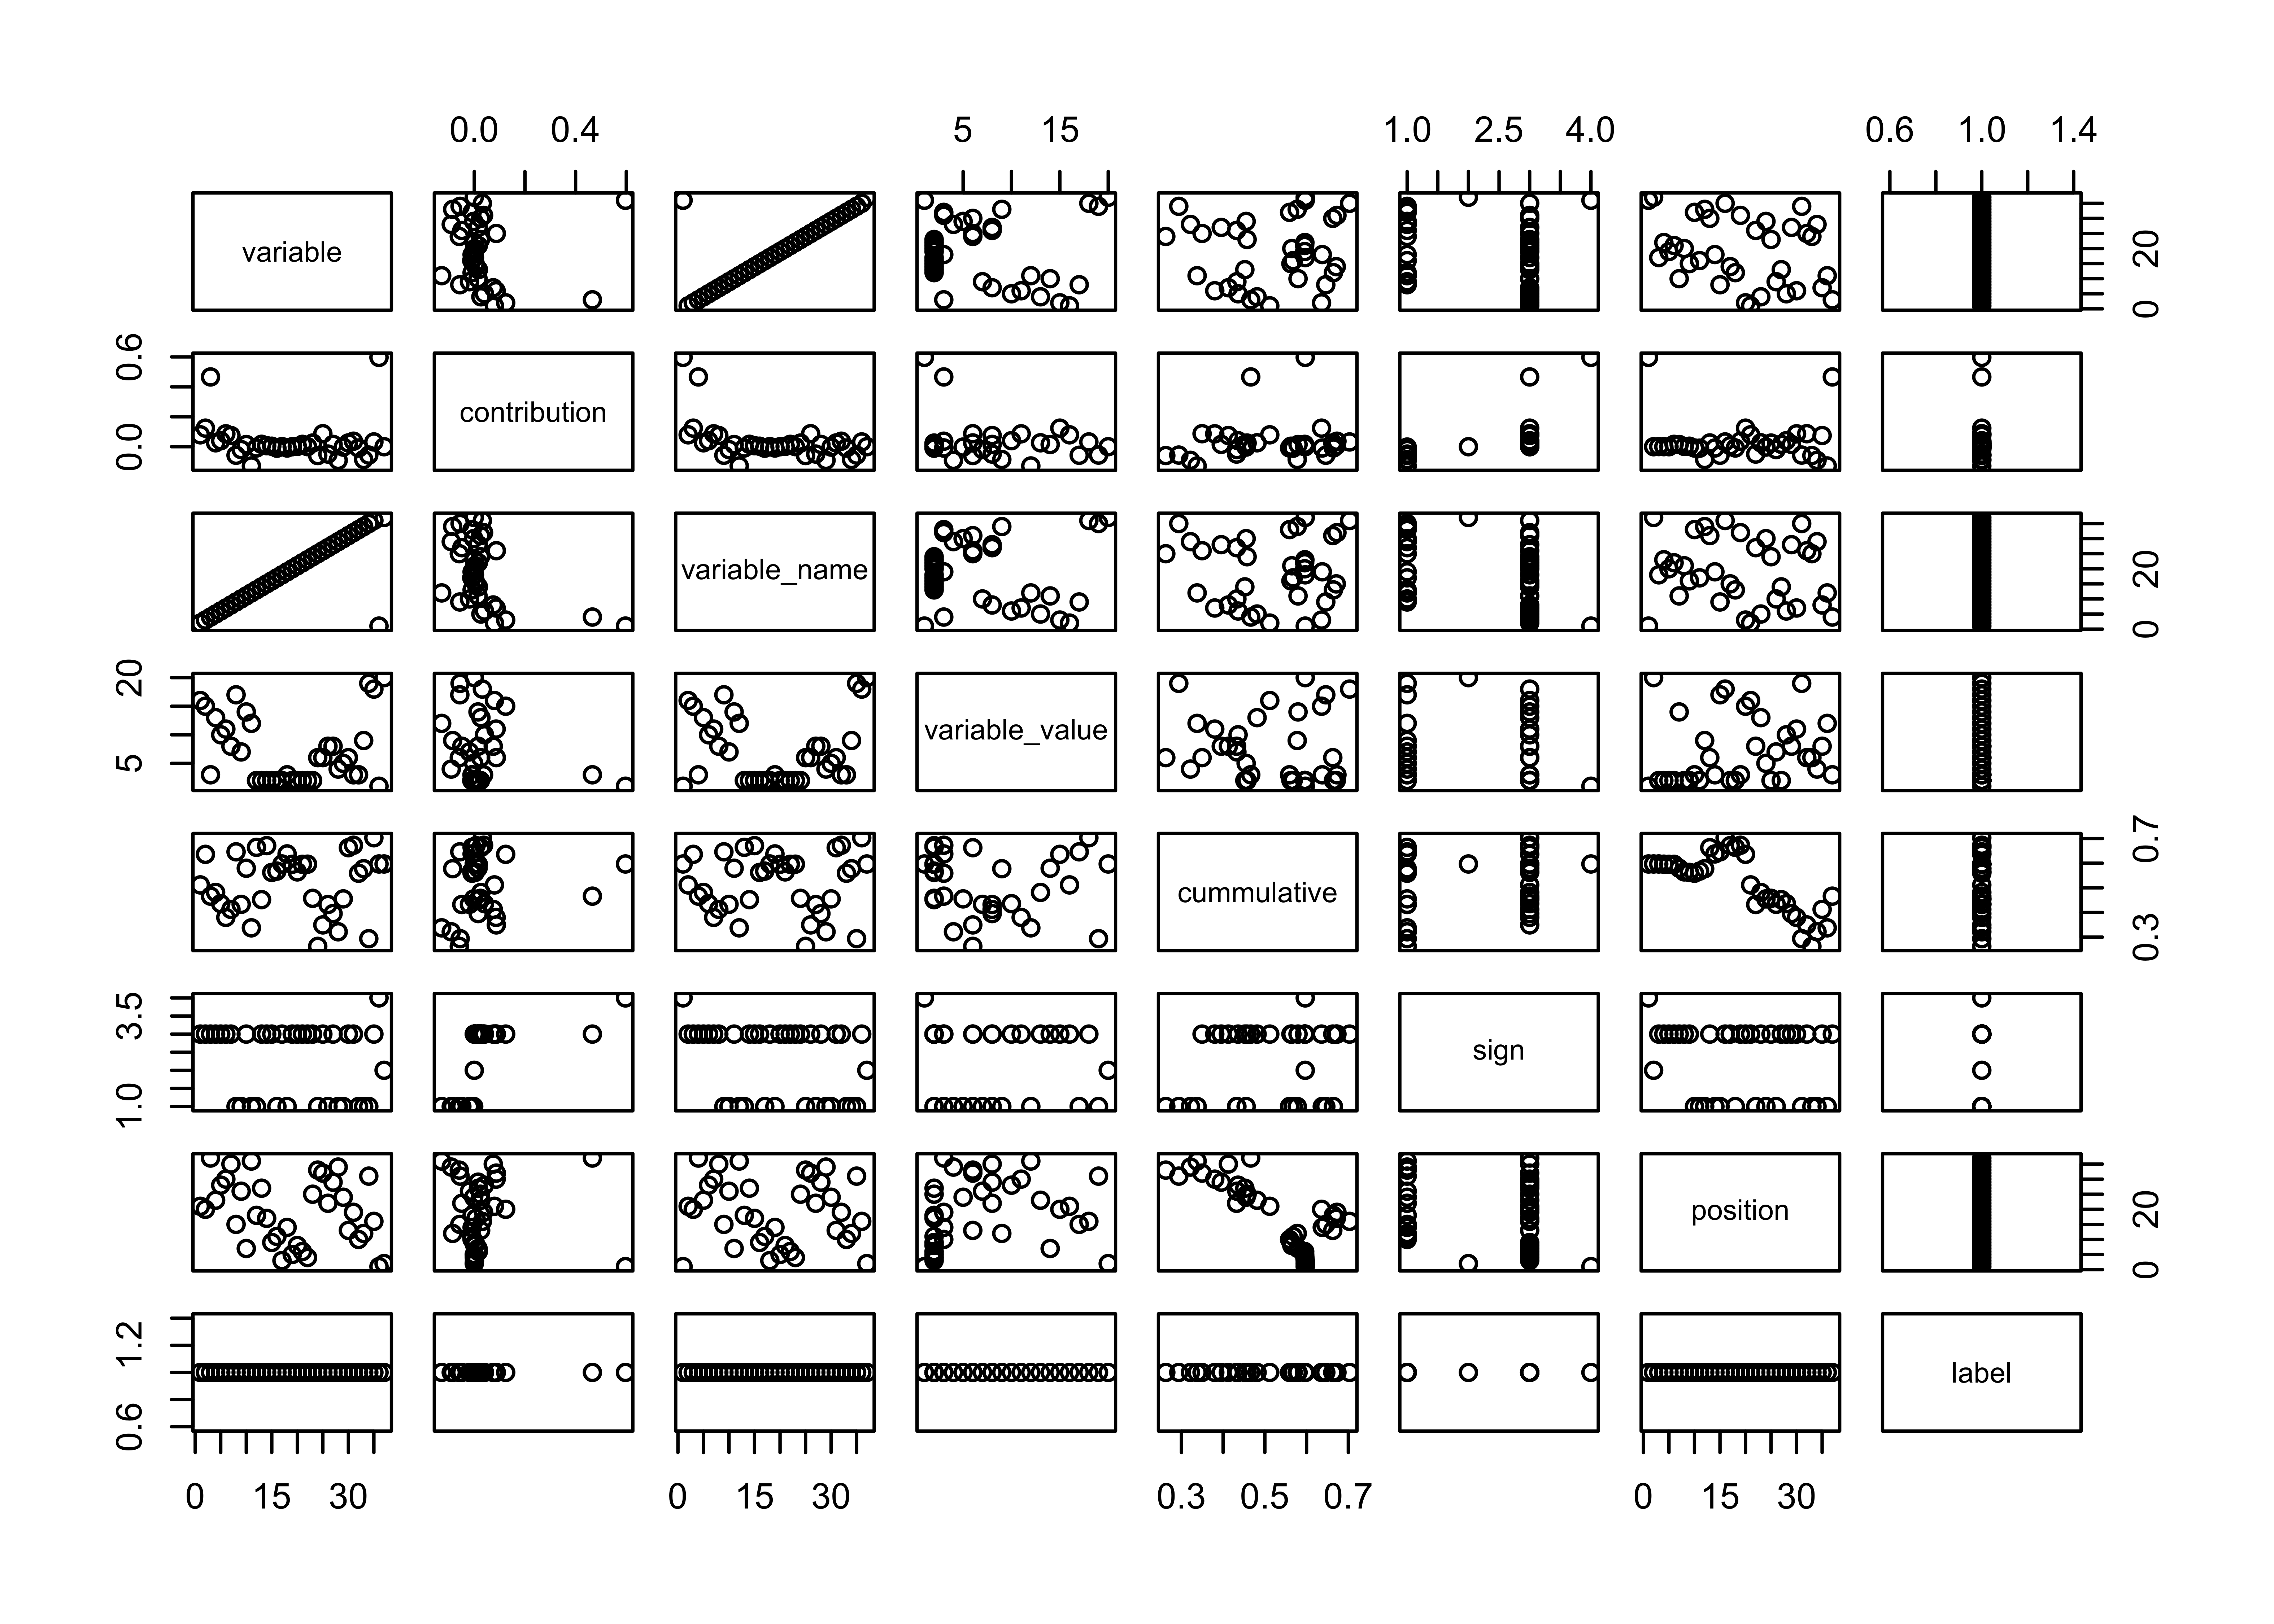 0.0 0.4 5 15 1.0 2.5 4.0 0.6 1.0 1.4
variable 0 20
0.0 0.6 contribution
variable_name 0 20
5 20 variable_value
cummulative 0.3 0.7
1.0 3.5 sign
position 0 20
0.6 1.2 label
0 15 30 0 15 30 0.3 0.5 0.7 0 15 30